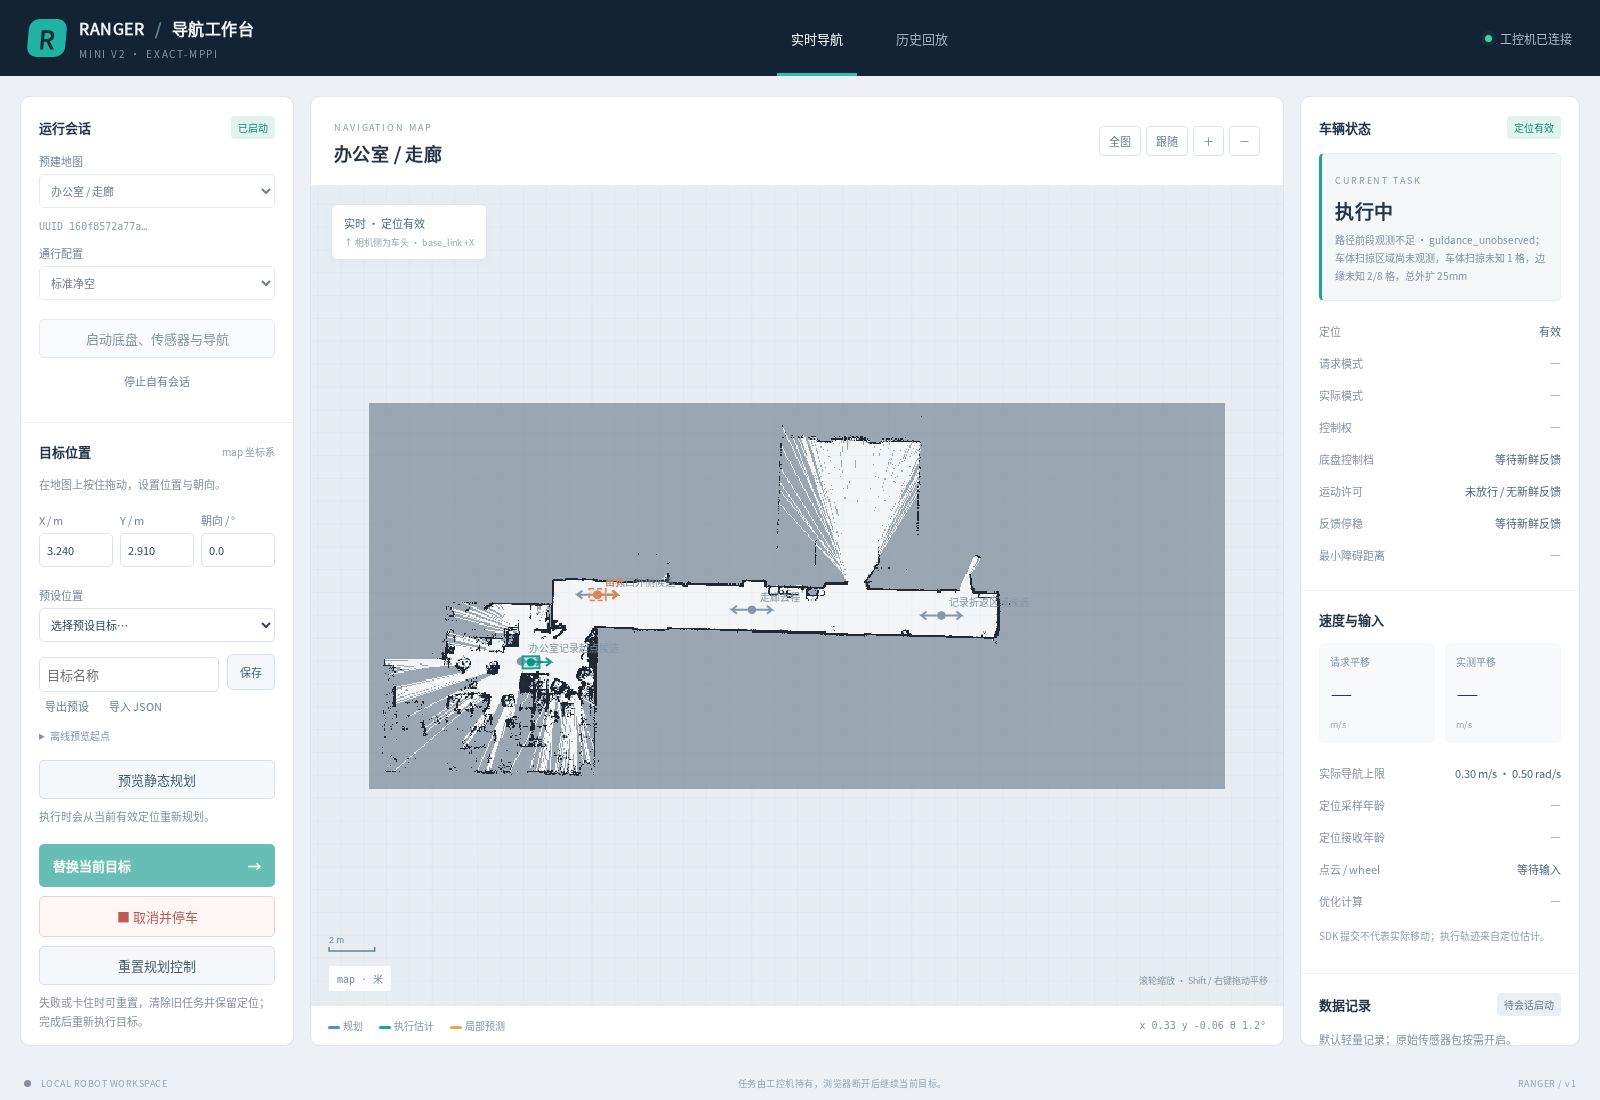 R
RANGER / 导航工作台
MINI V2 · EXACT-MPPI
实时导航
历史回放
工控机已连接
运行会话
已启动
预建地图
办公室 / 走廊
UUID 160f8572a77a…
通行配置
标准净空
启动底盘、传感器与导航
停止自有会话
目标位置
map 坐标系
在地图上按住拖动，设置位置与朝向。
X / m
Y / m
朝向 / °
3.240
2.910
0.0
预设位置
选择预设目标…
目标名称
保存
导出预设
导入 JSON
▶ 离线预览起点
预览静态规划
执行时会从当前有效定位重新规划。
替换当前目标 →
■ 取消并停车
重置规划控制
失败或卡住时可重置，清除旧任务并保留定位；
完成后重新执行目标。
NAVIGATION MAP
办公室 / 走廊
全图
跟随
+
−
实时 · 定位有效
↑ 相机侧为车头 · base_link +X
走廊去程
办公室记录
2 m
map · 米
滚轮缩放 · Shift / 右键拖动平移
规划
执行估计
局部预测
x 0.33 y -0.06 θ 1.2°
车辆状态
定位有效
CURRENT TASK
执行中
路径前段观测不足 · guidance_unobserved；
车体扫掠区域尚未观测，车体扫掠未知 1 格，边
缘未知 2/8 格，总外扩 25mm
定位
有效
请求模式
—
实际模式
—
控制权
—
底盘控制档
等待新鲜反馈
运动许可
未放行 / 无新鲜反馈
反馈停稳
等待新鲜反馈
最小障碍距离
—
速度与输入
请求平移
—
m/s
实测平移
—
m/s
实际导航上限
0.30 m/s · 0.50 rad/s
定位采样年龄
—
定位接收年龄
—
点云 / wheel
等待输入
优化计算
—
SDK 提交不代表实际移动；执行轨迹来自定位估计。
数据记录
待会话启动
默认轻量记录；原始传感器包按需开启。
LOCAL ROBOT WORKSPACE
任务由工控机持有，浏览器断开后继续当前目标。
RANGER / v1